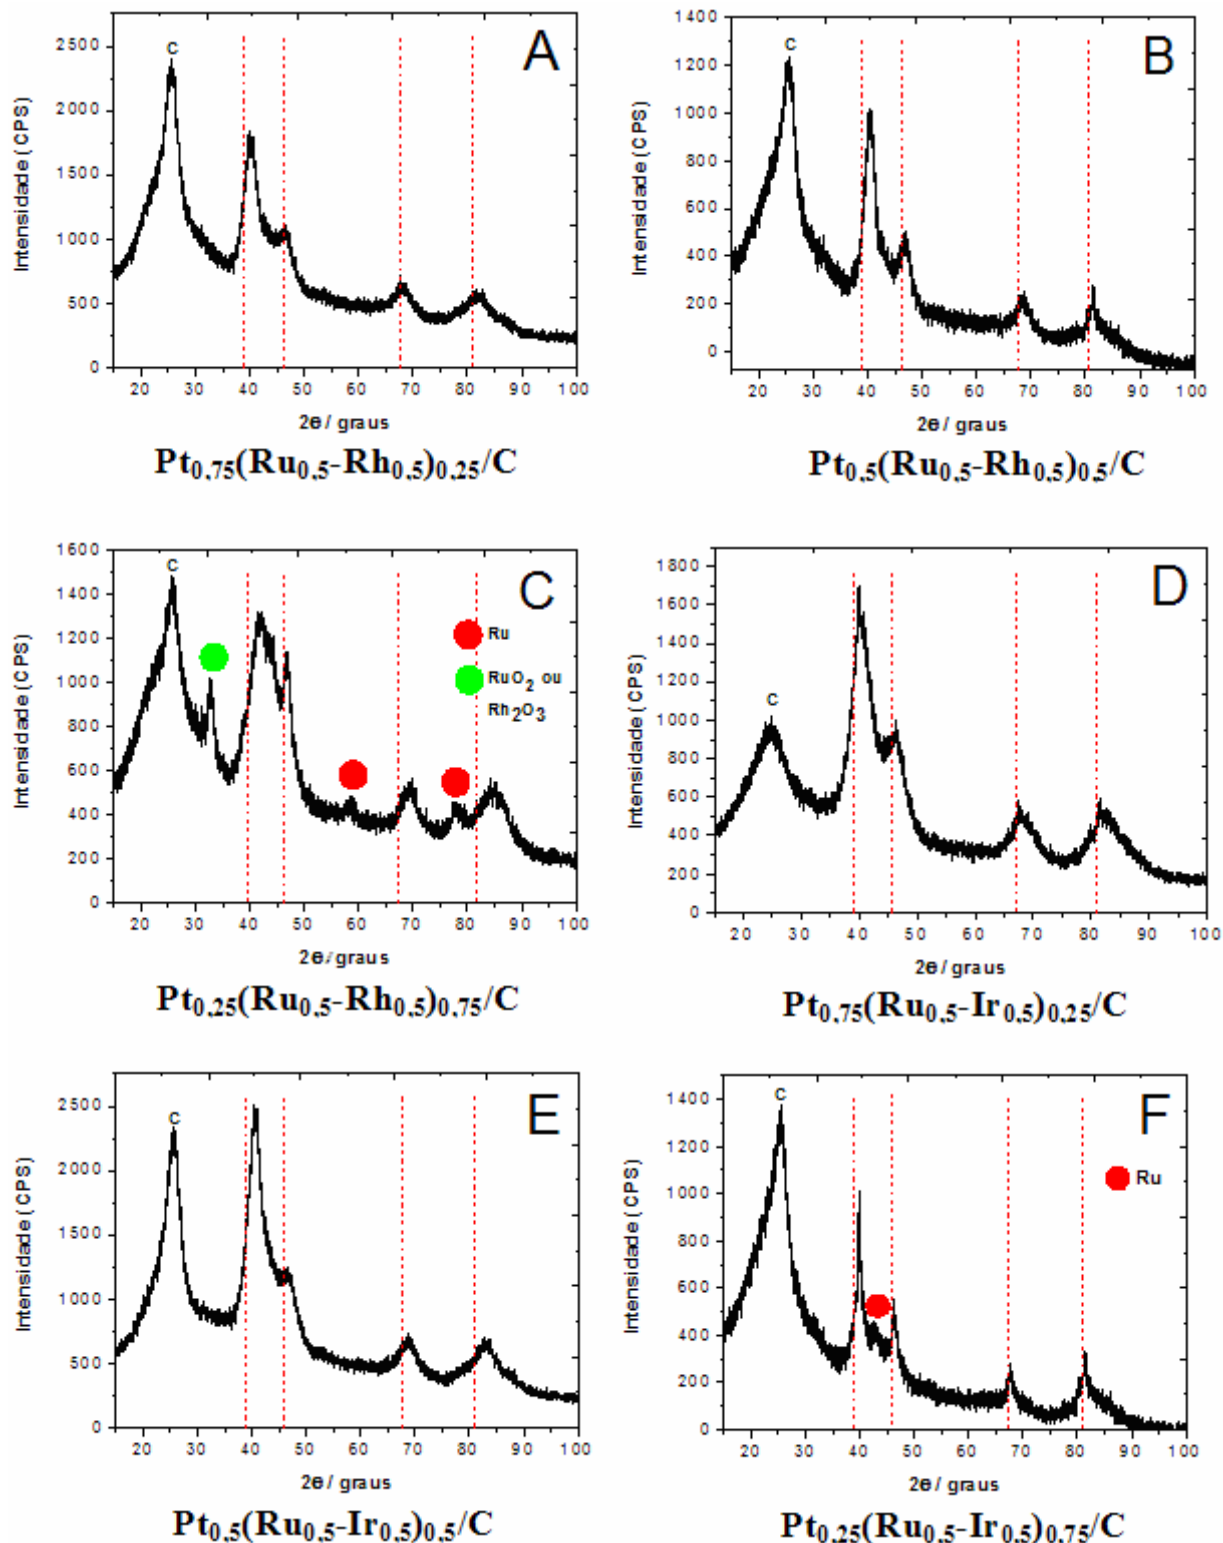 A
C
Intensidade (CPS)
2500
2000
1500
1000
500
0
20 30 40 50 60 70 80 90 100
2θ / graus
Pt0,75(Ru0,5-Rh0,5)0,25/C
B
C
Intensidade (CPS)
1400
1200
1000
800
600
400
200
0
20 30 40 50 60 70 80 90 100
2θ / graus
Pt0,5(Ru0,5-Rh0,5)0,5/C
C
C
Ru
RuO2 ou
Rh2O3
Intensidade (CPS)
1600
1400
1200
1000
800
600
400
200
0
20 30 40 50 60 70 80 90 100
2θ / graus
Pt0,25(Ru0,5-Rh0,5)0,75/C
D
C
Intensidade (CPS)
1800
1600
1400
1200
1000
800
600
400
200
0
20 30 40 50 60 70 80 90 100
2θ / graus
Pt0,75(Ru0,5-Ir0,5)0,25/C
E
C
Intensidade (CPS)
2500
2000
1500
1000
500
0
20 30 40 50 60 70 80 90 100
2θ / graus
Pt0,5(Ru0,5-Ir0,5)0,5/C
F
C
Ru
Intensidade (CPS)
1400
1200
1000
800
600
400
200
0
20 30 40 50 60 70 80 90 100
2θ / graus
Pt0,25(Ru0,5-Ir0,5)0,75/C